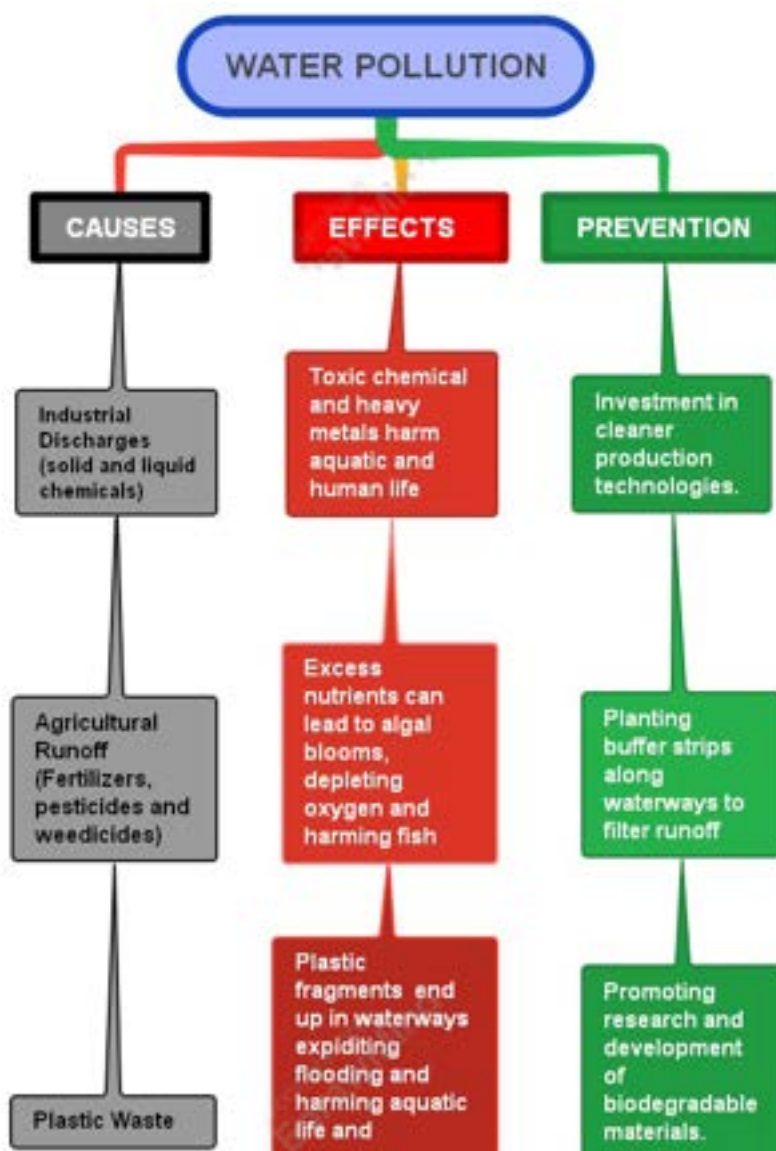 WATER POLLUTION
CAUSES
EFFECTS
PREVENTION
Industrial
Discharges
(solid and liquid
chemicals)
Toxic chemical
and heavy
metals harm
aquatic and
human life
Investment in
cleaner
production
technologies.
Agricultural
Runoff
(Fertilizers,
pesticides and
weedicides)
Excess
nutrients can
lead to algal
blooms,
depleting
oxygen and
harming fish
Planting
buffer strips
along
waterways to
filter runoff
Plastic Waste
Plastic
fragments end
up in waterways
expiditing
flooding and
harming aquatic
life and
Promoting
research and
development
of
biodegradable
materials.